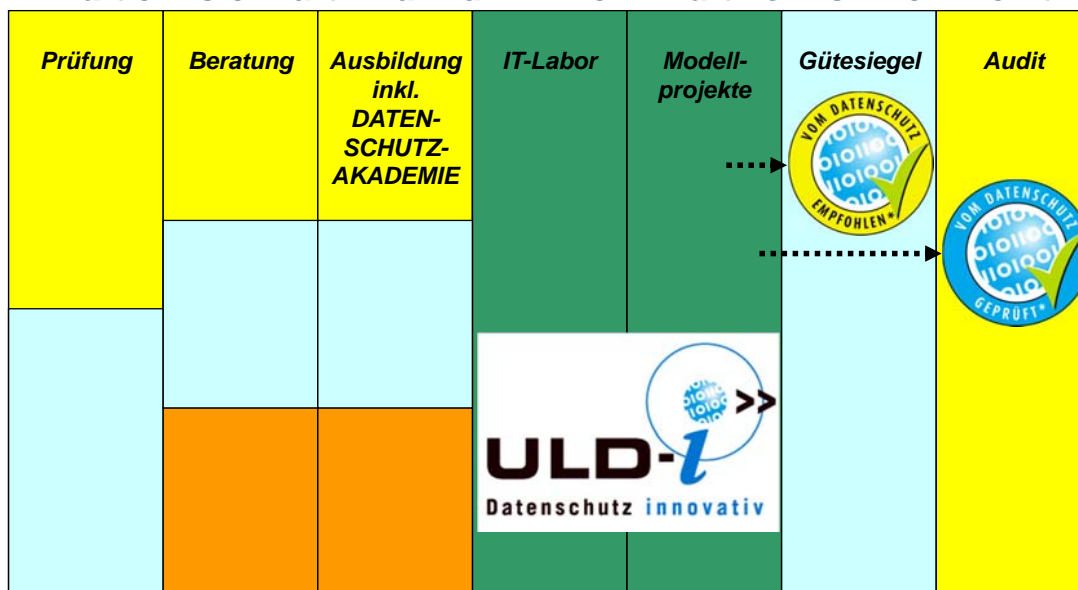 Prüfung
Beratung
Ausbildung
inkl.
DATEN-
SCHUTZ-
AKADEMIE
IT-Labor
Modell-
projekte
Gütesiegel
Audit
VOM DATENSCHUTZ
EMPFOHLEN*
VOM DATENSCHUTZ
GEPRÜFT*
>>
ULD-i
Datenschutz innovativ